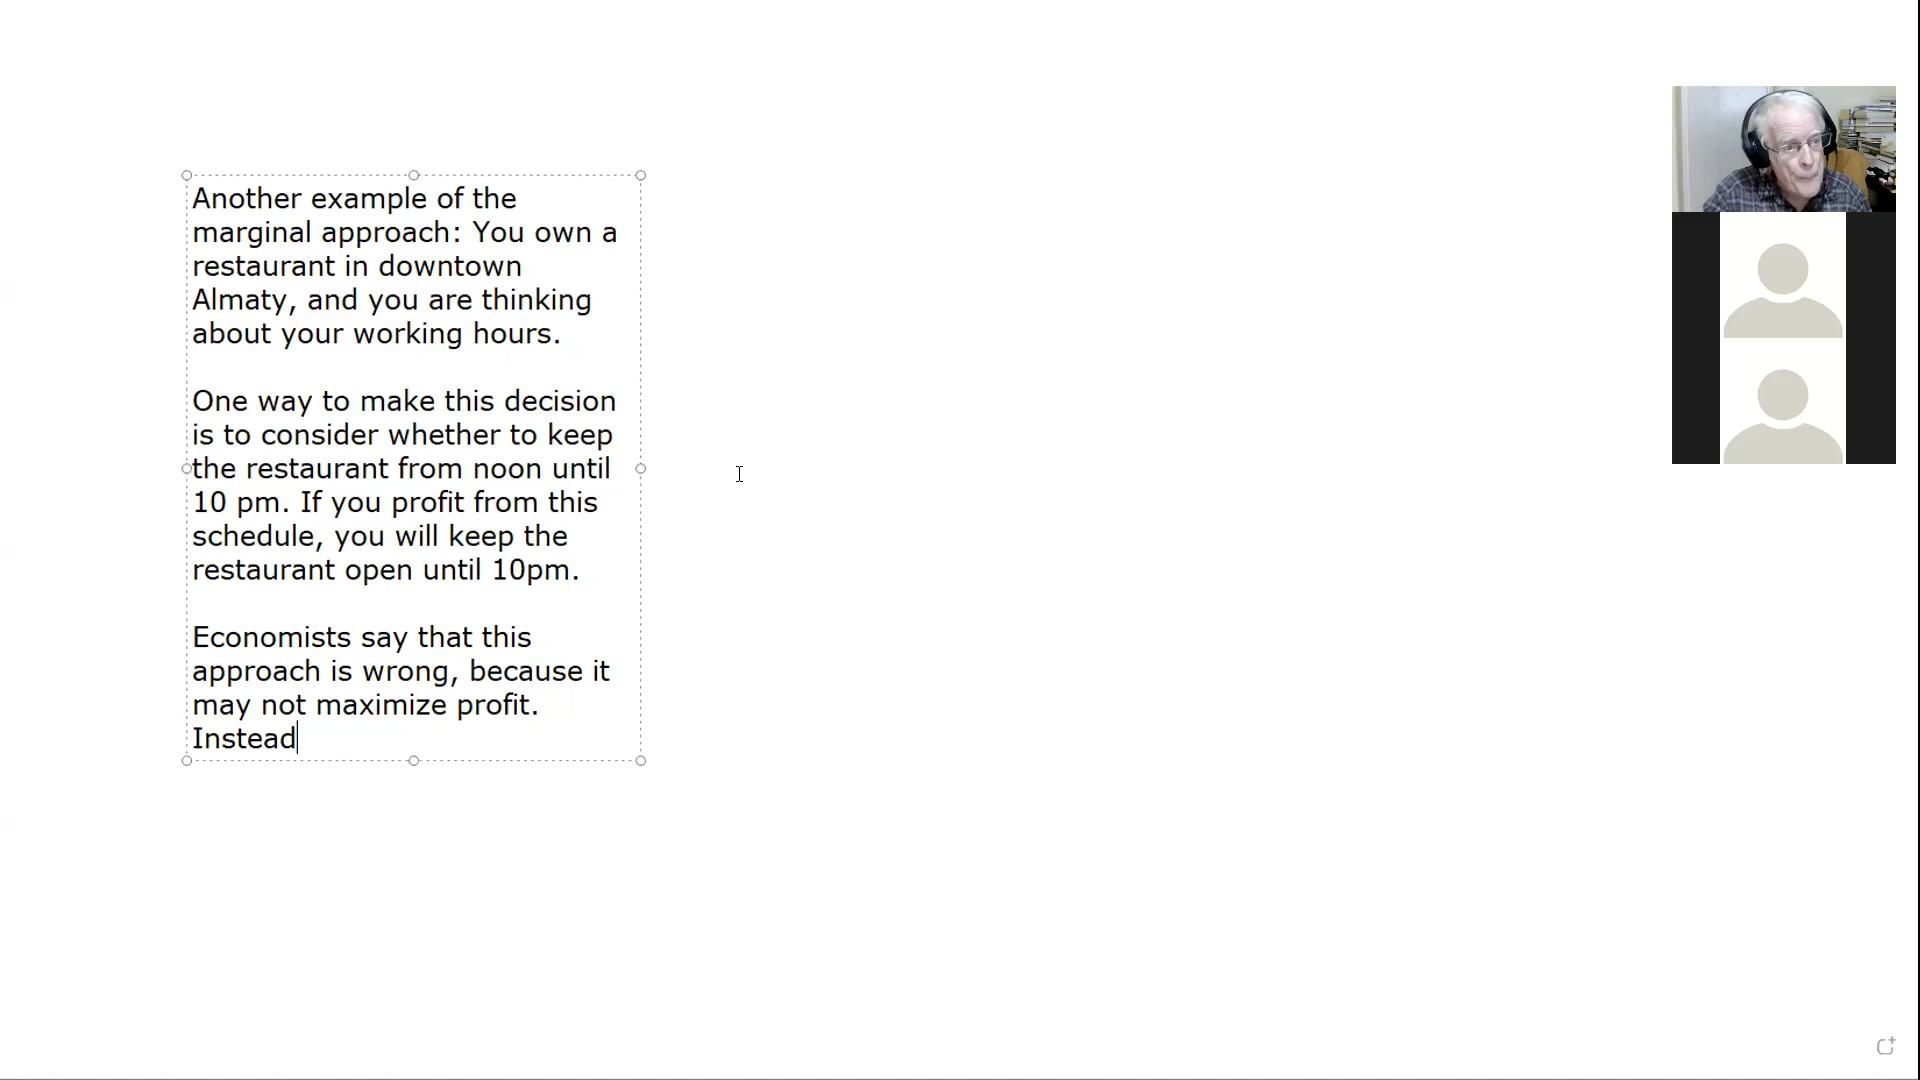 Another example of the
marginal approach: You own a
restaurant in downtown
Almaty, and you are thinking
about your working hours.
One way to make this decision
is to consider whether to keep
the restaurant from noon until
10 pm. If you profit from this
schedule, you will keep the
restaurant open until 10pm.
Economists say that this
approach is wrong, because it
may not maximize profit.
Instead